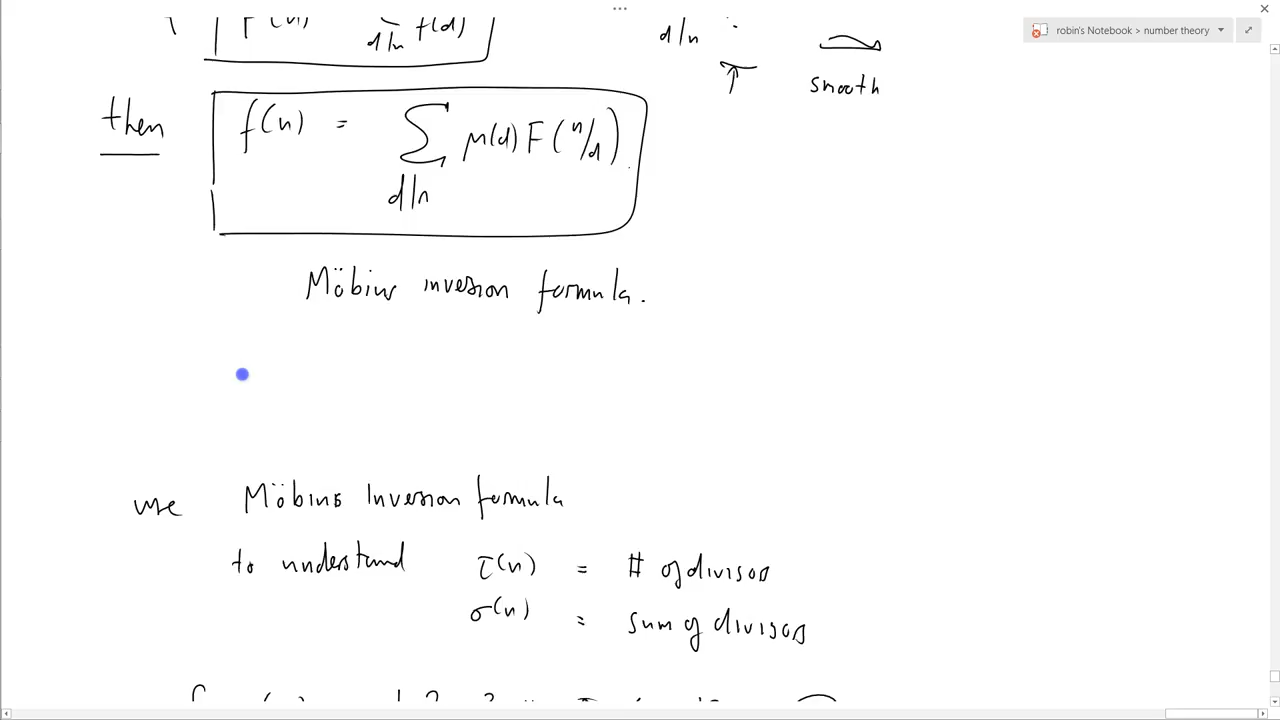 F(n) Σ f(d)
d|n
d|n
smooth
robin's Notebook > number theory
then f(n) = Σ μ(d) F(n/d)
d|n
Möbius inversion formula.
use Möbius Inversion formula
to understand τ(n) = # of divisors
σ(n) = sum of divisors